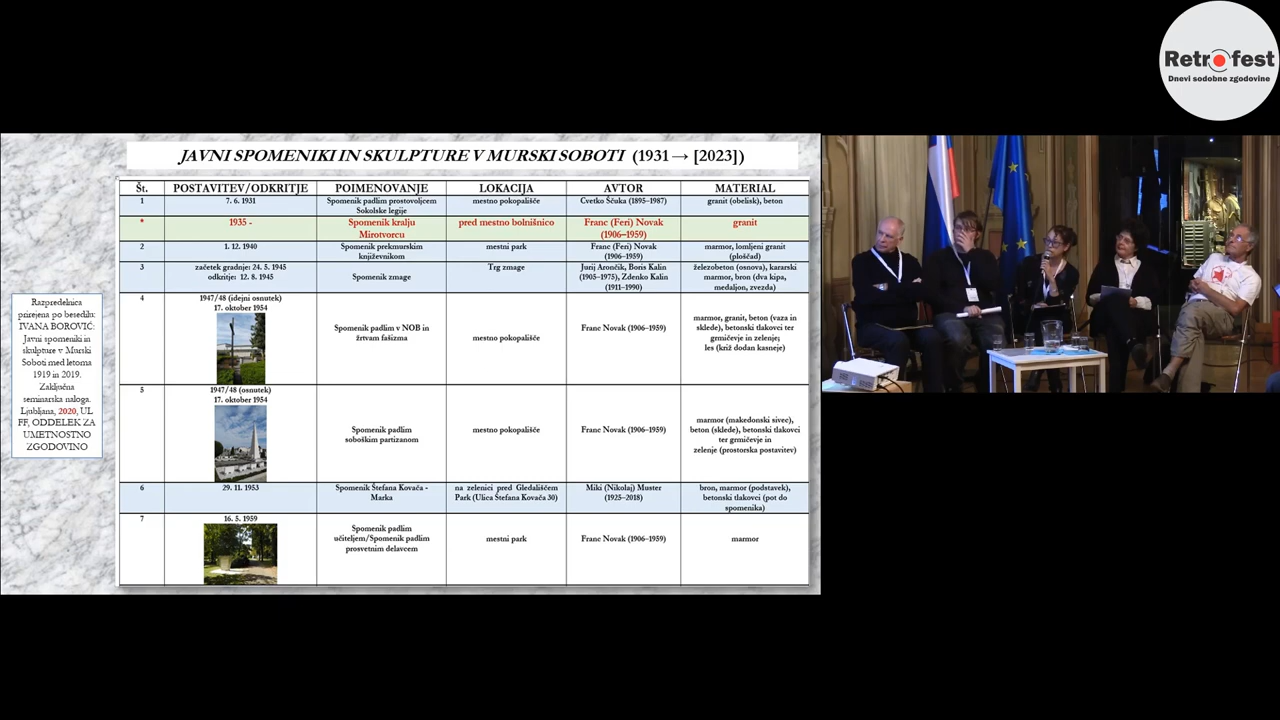 Retrofest
Dnevi sodobne zgodovine
JAVNI SPOMENIKI IN SKULPTURE V MURSKI SOBOTI (1931 → [2023])
Št. POSTAVITEV/ODKRITJE POIMENOVANJE LOKACIJA AVTOR MATERIAL
1 7. 6. 1931 Spomenik padlim prostovoljcem mestno pokopališče Cvetko Ščuka (1895–1987) granit (obelisk), beton
Sokolske legije
* 1935 - Spomenik kralju pred mestno bolnišnico Franc (Feri) Novak granit
Mirotvorcu (1906–1959)
2 1. 12. 1940 Spomenik prekmurskim mestni park Franc (Feri) Novak marmor, lomljeni granit
književnikom (1906–1959) (ploščad)
3 začetek gradnje: 24. 5. 1945 Trg zmage Jurij Arončik, Boris Kalin železobeton (osnova), kararski
odkritje: 12. 8. 1945 Spomenik zmage (1905–1975), Zdenko Kalin marmor, bron (dva kipa,
(1911–1990) medaljon, zvezda)
4 1947/48 (idejni osnutek)
17. oktober 1954
Spomenik padlim v NOB in
žrtvam fašizma
mestno pokopališče
Franc Novak (1906–1959)
marmor, granit, beton (vaza in
sklede), betonski tlakovci ter
grmičevje in zelenje;
les (križ dodan kasneje)
5 1947/48 (osnutek)
17. oktober 1954
Spomenik padlim
soboškim partizanom
mestno pokopališče
Franc Novak (1906–1959)
marmor (makedonski sivec),
beton (sklede), betonski tlakovci
ter grmičevje in
zelenje (prostorska postavitev)
6 29. 11. 1953 Spomenik Štefana Kovača - na zelenici pred Gledališčem Miki (Nikolaj) Muster bron, marmor (podstavek),
Marka Park (Ulica Štefana Kovača 30) (1925–2018) betonski tlakovci (pot do
spomenika)
7 16. 5. 1959
Spomenik padlim
učiteljem/Spomenik padlim
prosvetnim delavcem
mestni park
Franc Novak (1906–1959)
marmor
Razpredelnica
prirejena po besedilu:
IVANA BOROVIĆ:
Javni spomeniki in
skulpture v Murski
Soboti med letoma
1919 in 2019.
Zaključna
seminarska naloga.
Ljubljana, 2020, UL
FF, ODDELEK ZA
UMETNOSTNO
ZGODOVINO